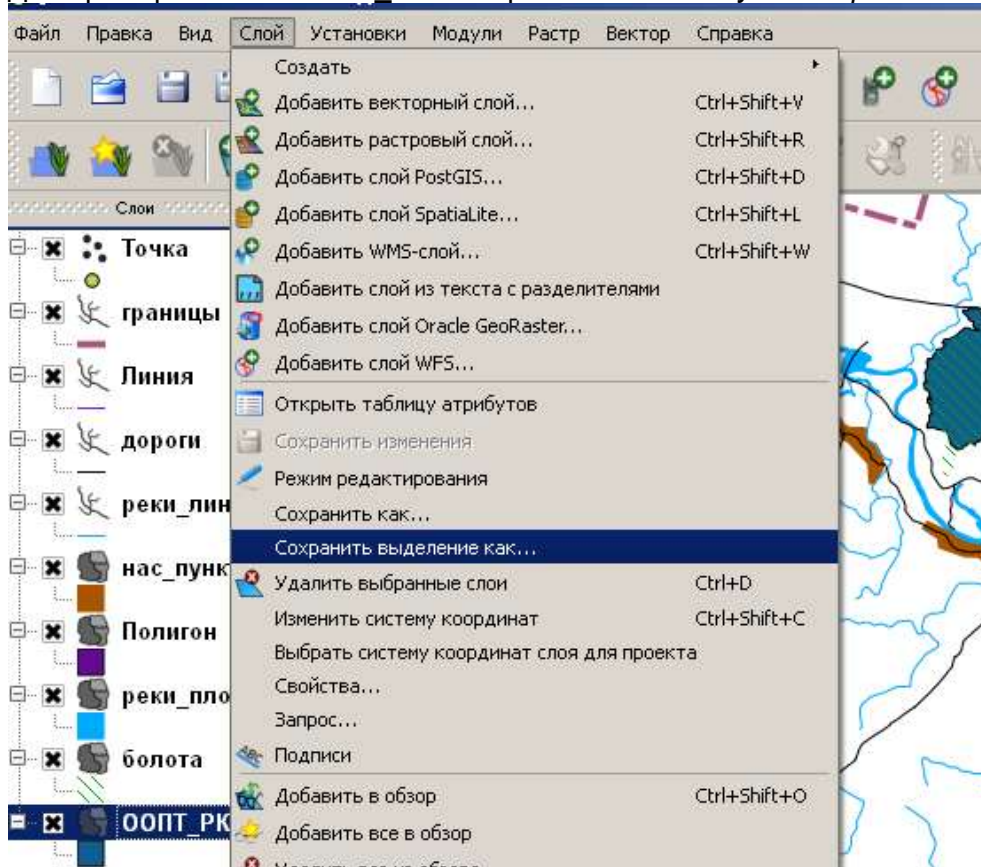 Файл Правка Вид Слой Установки Модули Растр Вектор Справка
Создать
Добавить векторный слой... Ctrl+Shift+V
Добавить растровый слой... Ctrl+Shift+R
Добавить слой PostGIS... Ctrl+Shift+D
Добавить слой SpatiaLite... Ctrl+Shift+L
Добавить WMS-слой... Ctrl+Shift+W
Добавить слой из текста с разделителями
Добавить слой Oracle GeoRaster...
Добавить слой WFS...
Открыть таблицу атрибутов
Сохранить изменения
Режим редактирования
Сохранить как...
Сохранить выделение как...
Удалить выбранные слои Ctrl+D
Изменить систему координат Ctrl+Shift+C
Выбрать систему координат слоя для проекта
Свойства...
Запрос...
Подписи
Добавить в обзор Ctrl+Shift+O
Добавить все в обзор
Слои
Точка
границы
Линия
дороги
реки_лин
нас_пунк
Полигон
реки_пло
болота
ООПТ_РК